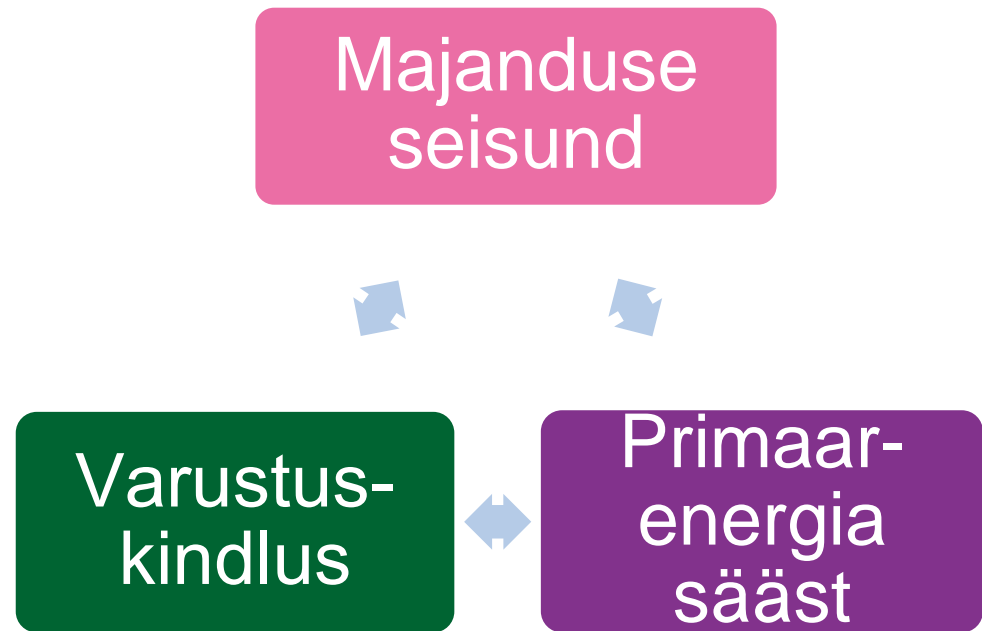 Majanduse
seisund
Varustus-
kindlus
Primaar-
energia
sääst